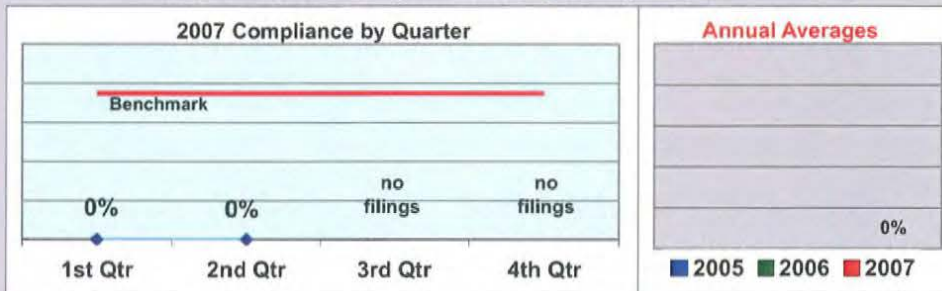 2007 Compliance by Quarter
Benchmark
0%
0%
no
filings
no
filings
1st Qtr
2nd Qtr
3rd Qtr
4th Qtr
Annual Averages
0%
2005
2006
2007